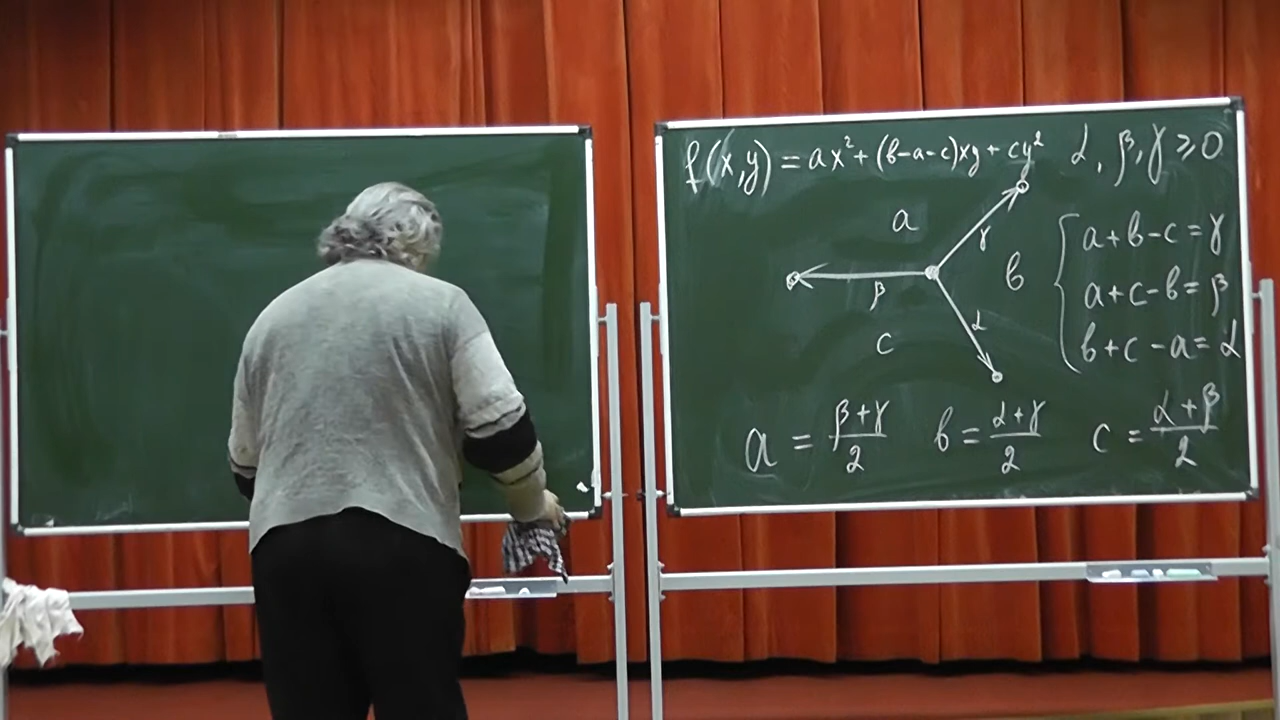 f(x,y) = ax² + (b-a-c)xy + cy²   α, β, γ ⩾ 0
a
γ
b
β
α
c
a+b-c = γ
a+c-b = β
b+c-a = α
a = (β+γ)/2   b = (α+γ)/2   c = (α+β)/2